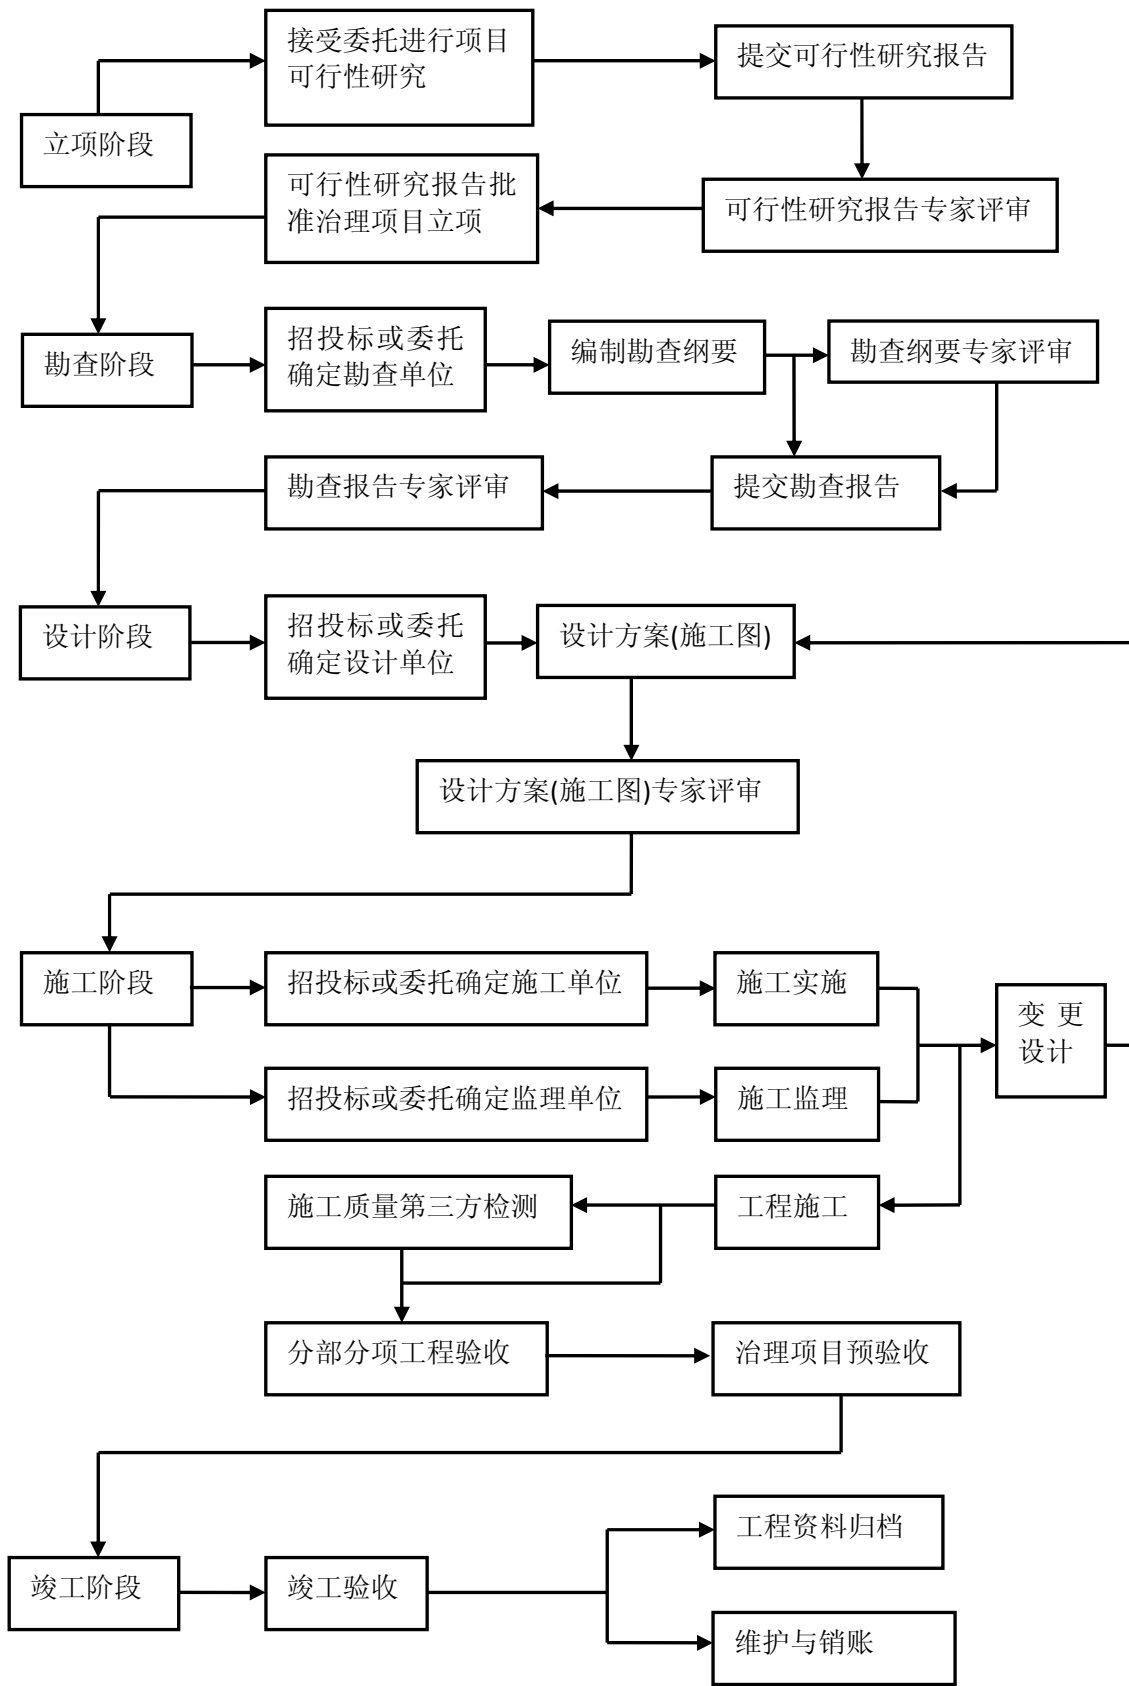 接受委托进行项目
可行性研究
提交可行性研究报告
立项阶段
可行性研究报告批
准治理项目立项
可行性研究报告专家评审
勘查阶段
招投标或委托
确定勘查单位
编制勘查纲要
勘查纲要专家评审
勘查报告专家评审
提交勘查报告
设计阶段
招投标或委托
确定设计单位
设计方案(施工图)
设计方案(施工图)专家评审
施工阶段
招投标或委托确定施工单位
施工实施
变 更
设计
招投标或委托确定监理单位
施工监理
施工质量第三方检测
工程施工
分部分项工程验收
治理项目预验收
工程资料归档
竣工阶段
竣工验收
维护与销账